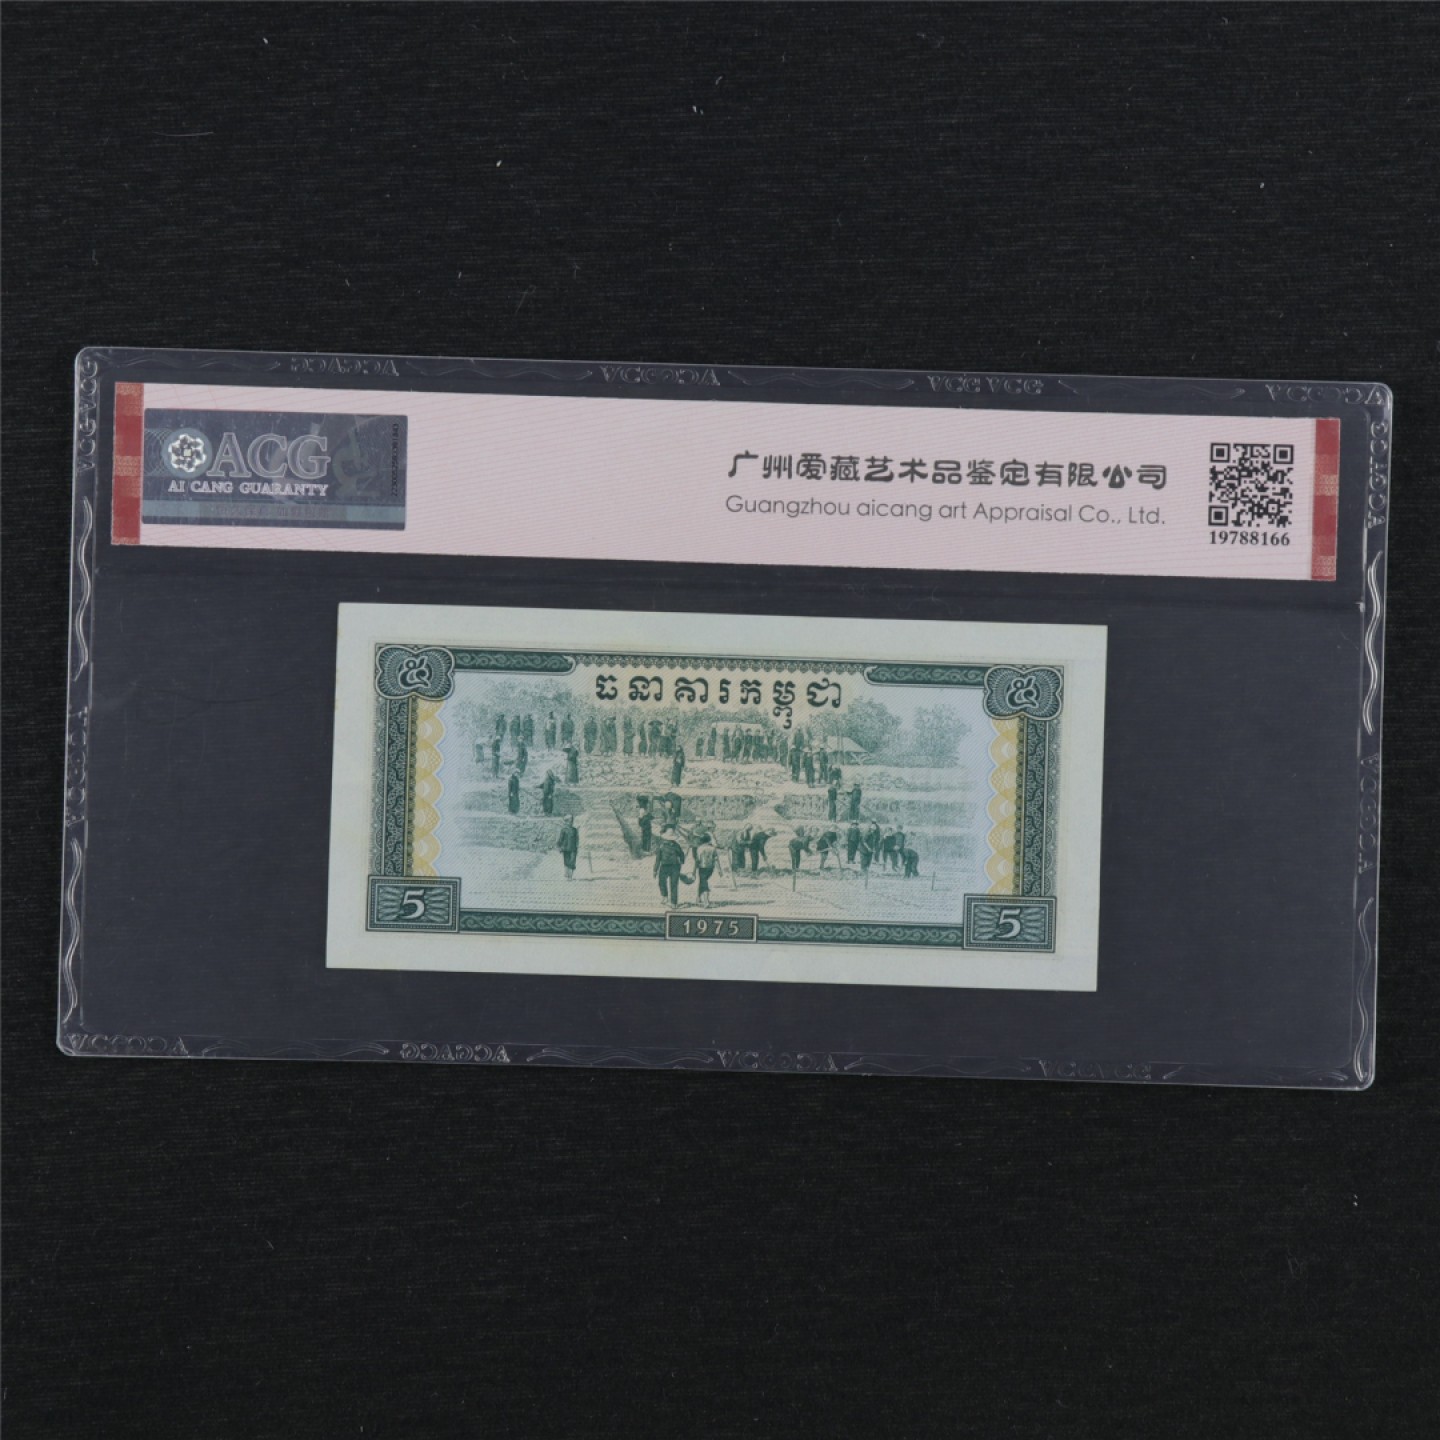 ACG
AI CANG GUARANTY
广州爱藏艺术品鉴定有限公司
Guangzhou aicang art Appraisal Co., Ltd.
19788166
៥ ៥
ធនាគារកម្ពុជា
5 1975 5